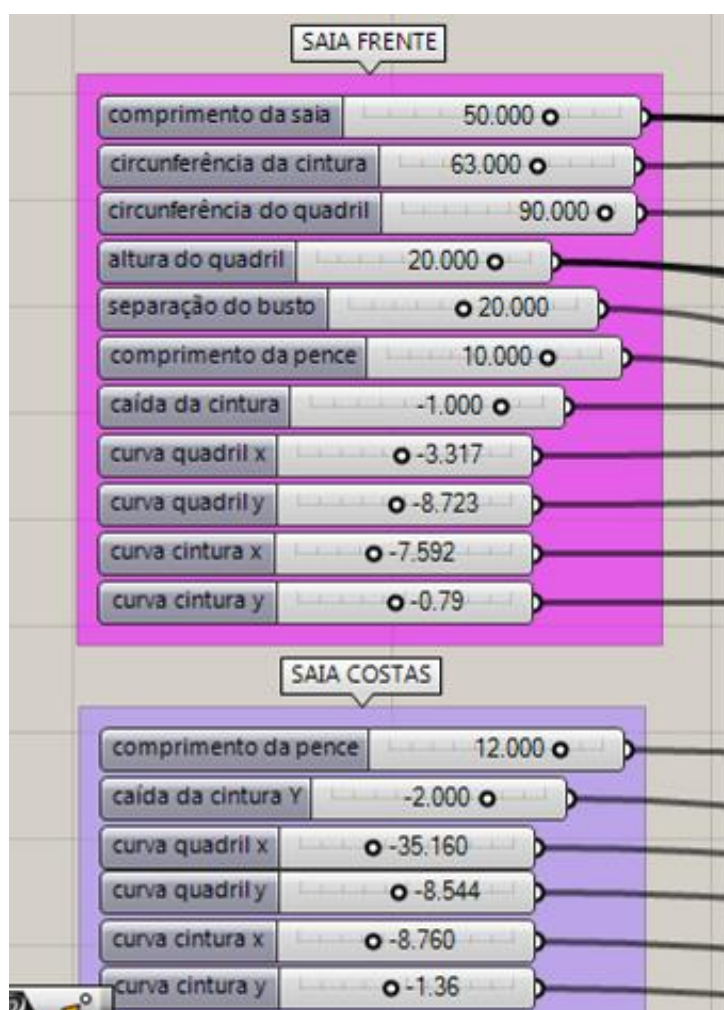 SAIA FRENTE
comprimento da saia 50.000
circunferência da cintura 63.000
circunferência do quadril 90.000
altura do quadril 20.000
separação do busto 20.000
comprimento da pence 10.000
caída da cintura -1.000
curva quadril x -3.317
curva quadril y -8.723
curva cintura x -7.592
curva cintura y -0.79
SAIA COSTAS
comprimento da pence 12.000
caída da cintura Y -2.000
curva quadril x -35.160
curva quadril y -8.544
curva cintura x -8.760
curva cintura y -1.36